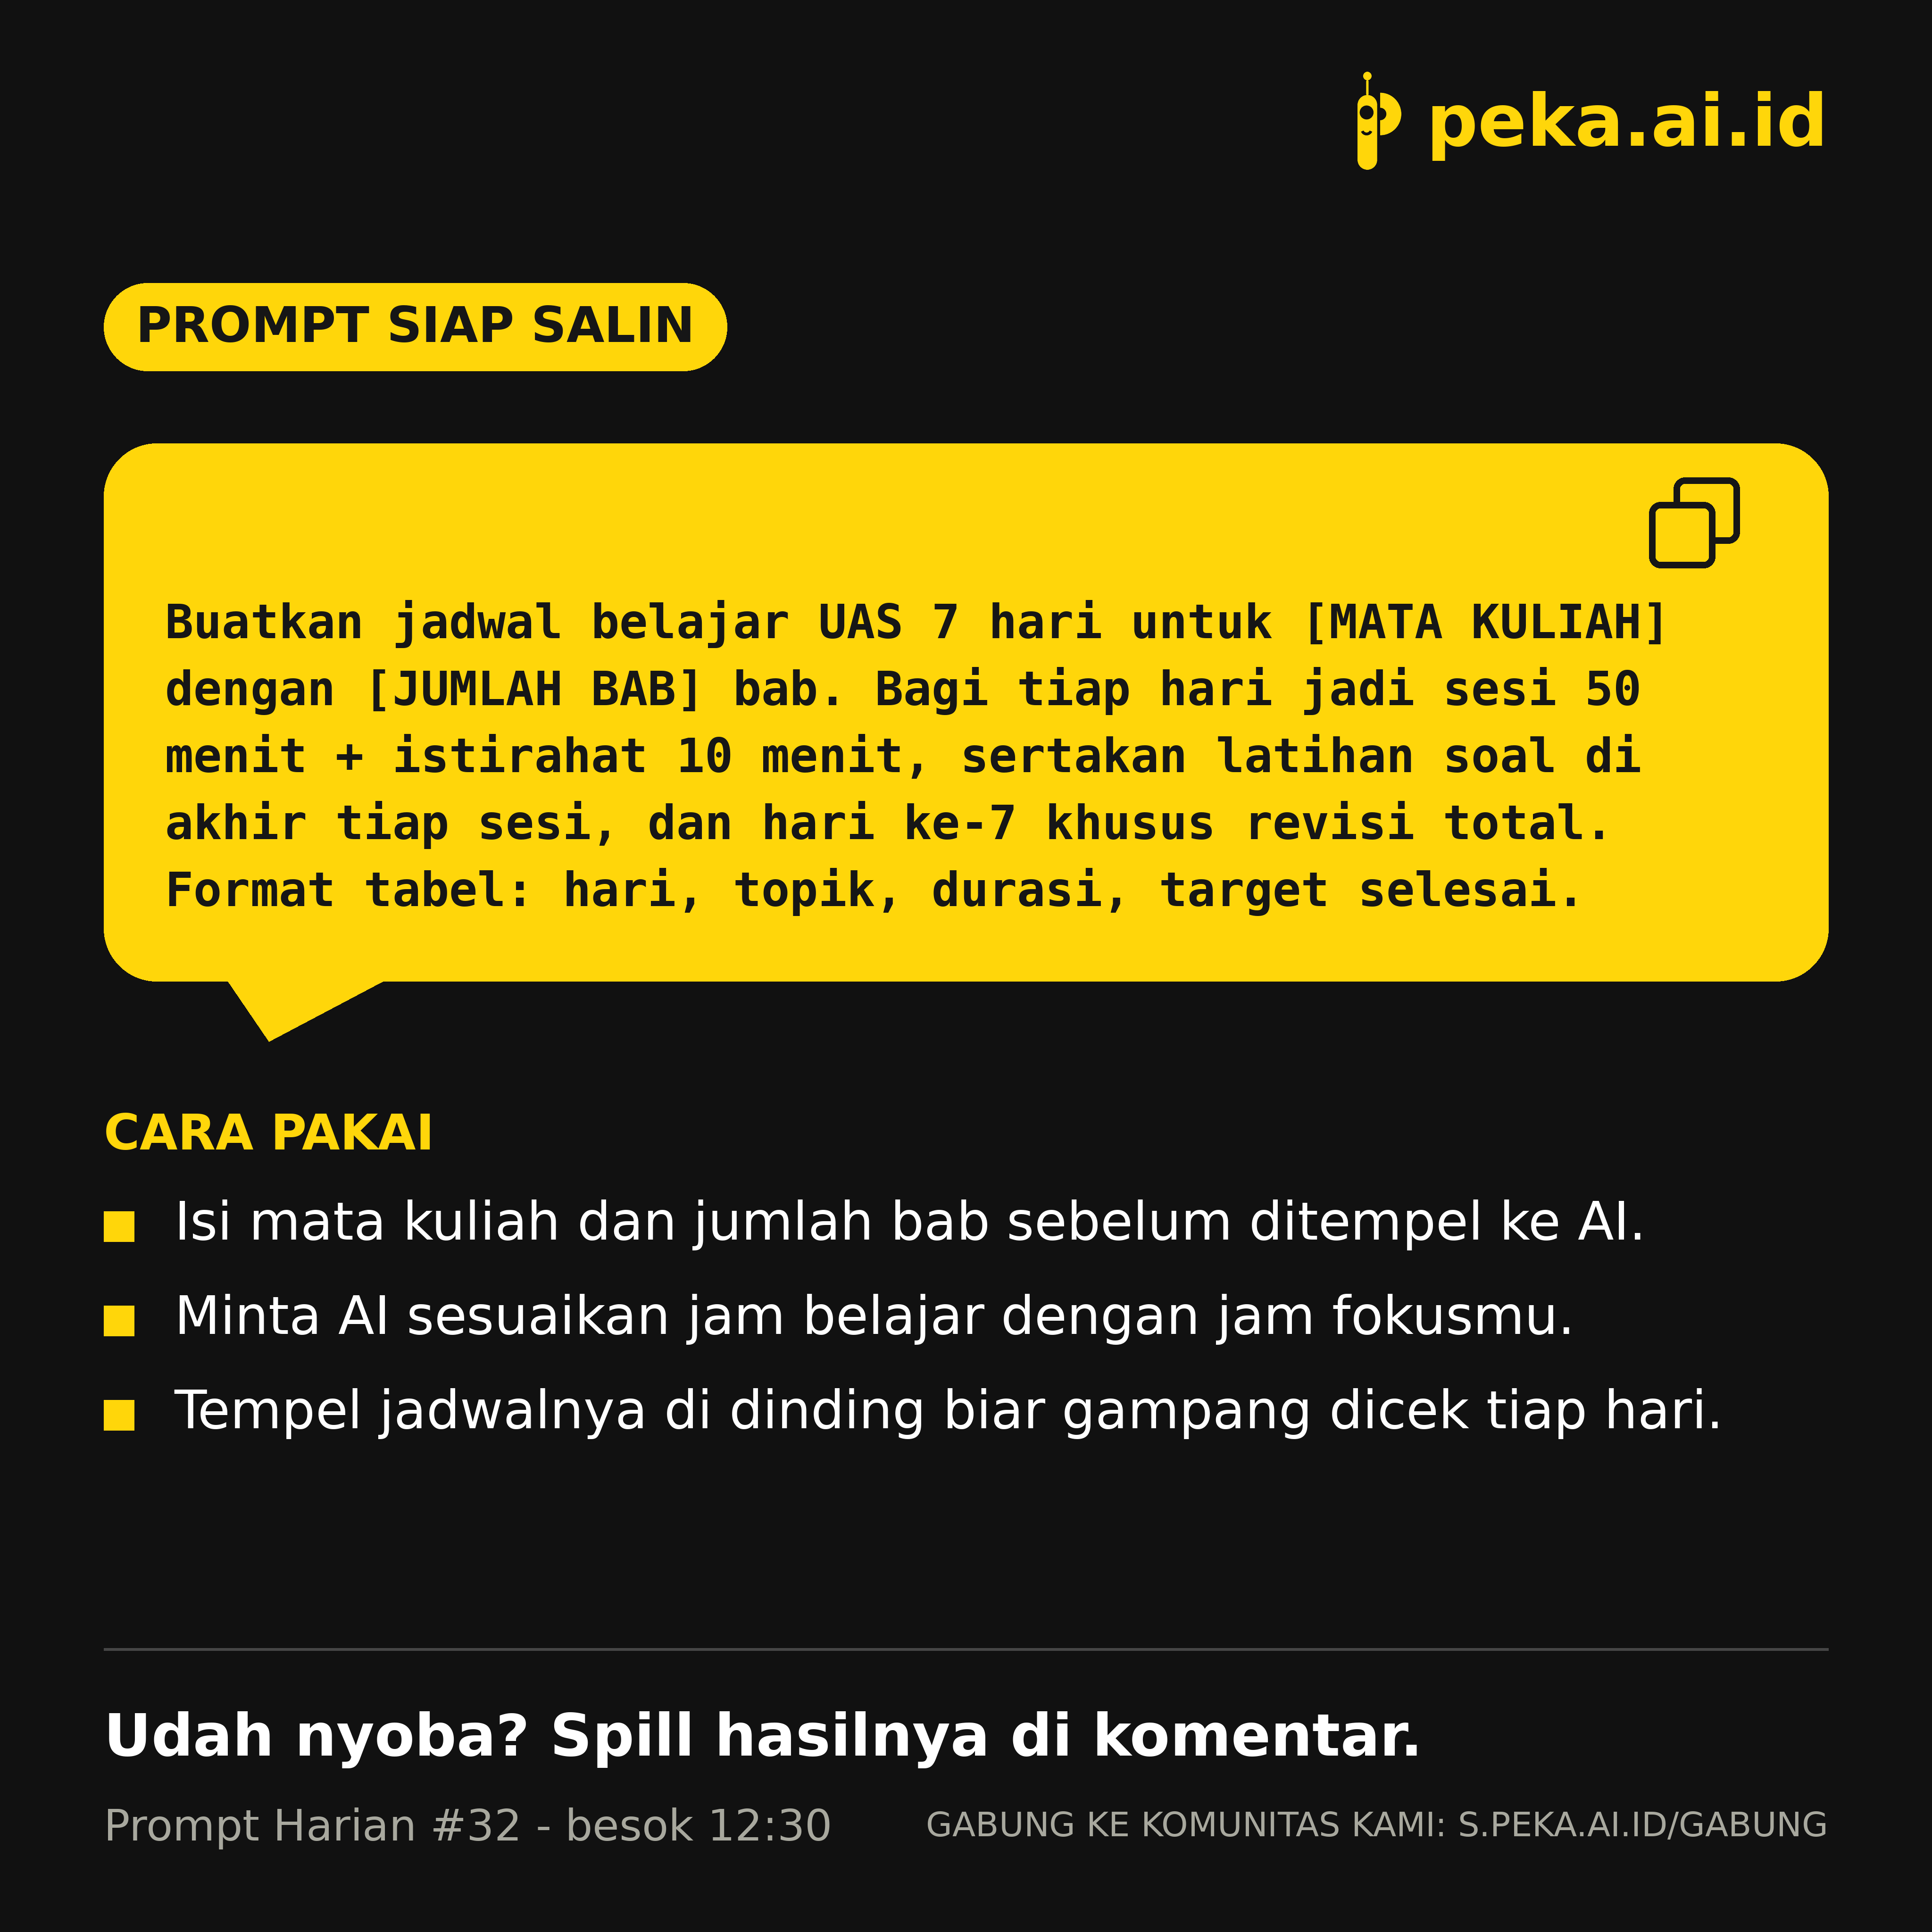 peka.ai.id
PROMPT SIAP SALIN
Buatkan jadwal belajar UAS 7 hari untuk [MATA KULIAH]
dengan [JUMLAH BAB] bab. Bagi tiap hari jadi sesi 50
menit + istirahat 10 menit, sertakan latihan soal di
akhir tiap sesi, dan hari ke-7 khusus revisi total.
Format tabel: hari, topik, durasi, target selesai.
CARA PAKAI
Isi mata kuliah dan jumlah bab sebelum ditempel ke AI.
Minta AI sesuaikan jam belajar dengan jam fokusmu.
Tempel jadwalnya di dinding biar gampang dicek tiap hari.
Udah nyoba? Spill hasilnya di komentar.
Prompt Harian #32 - besok 12:30
GABUNG KE KOMUNITAS KAMI: S.PEKA.AI.ID/GABUNG